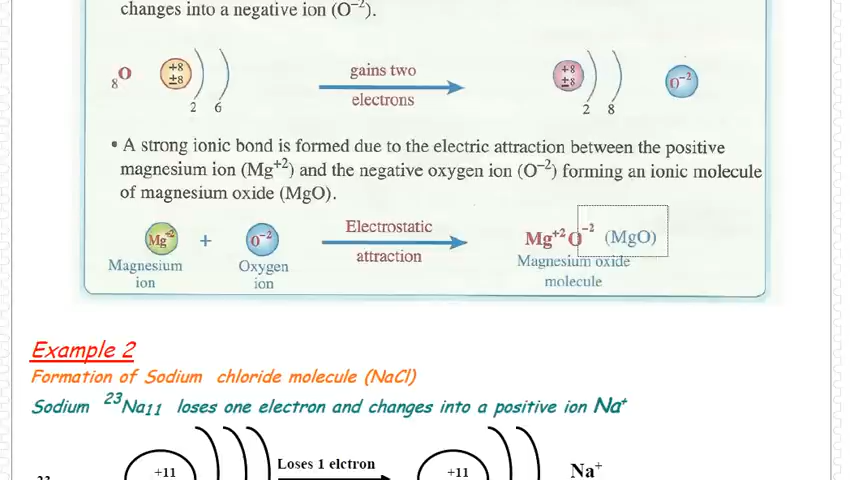 changes into a negative ion (O⁻²).
₈O +8 ±8 2 6 gains two electrons +8 ±8 2 8 O⁻²
• A strong ionic bond is formed due to the electric attraction between the positive
magnesium ion (Mg⁺²) and the negative oxygen ion (O⁻²) forming an ionic molecule
of magnesium oxide (MgO).
Mg⁺² + O⁻² Electrostatic attraction Mg⁺²O⁻² (MgO)
Magnesium ion Oxygen ion Magnesium oxide molecule
Example 2
Formation of Sodium chloride molecule (NaCl)
Sodium ²³Na₁₁ loses one electron and changes into a positive ion Na⁺
+11 Loses 1 elctron +11 Na⁺